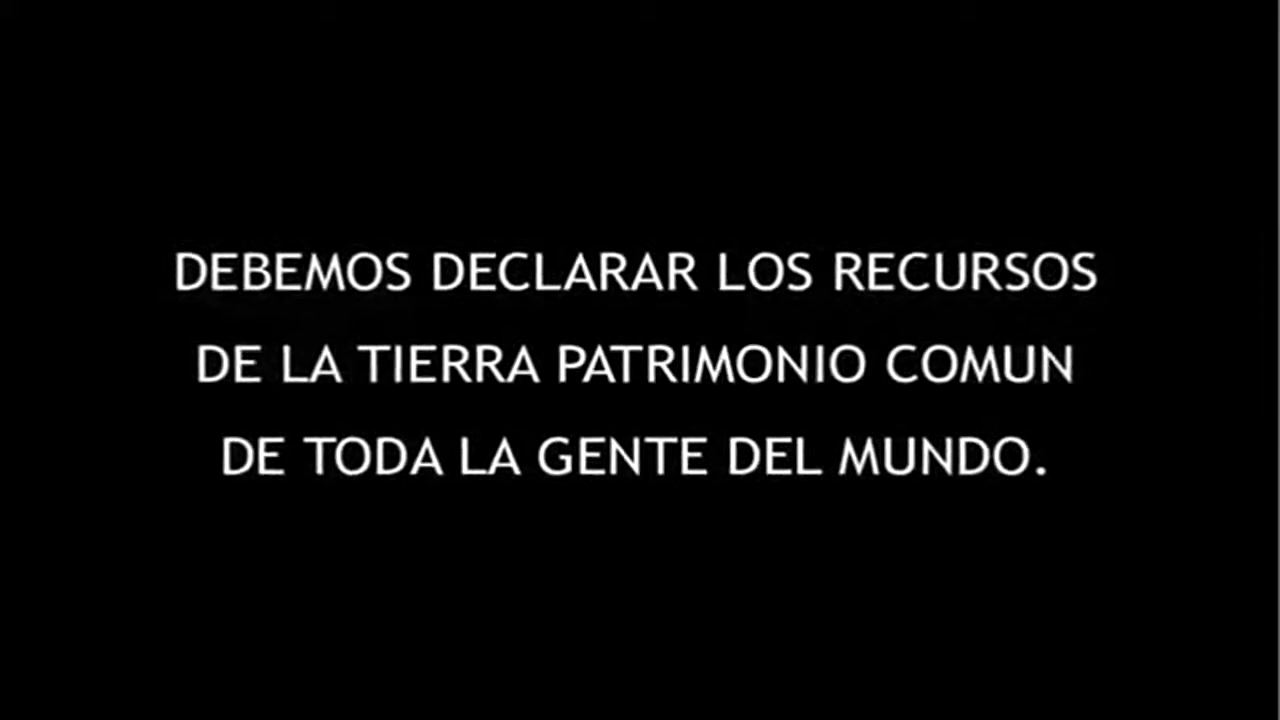 DEBEMOS DECLARAR LOS RECURSOS
DE LA TIERRA PATRIMONIO COMUN
DE TODA LA GENTE DEL MUNDO.